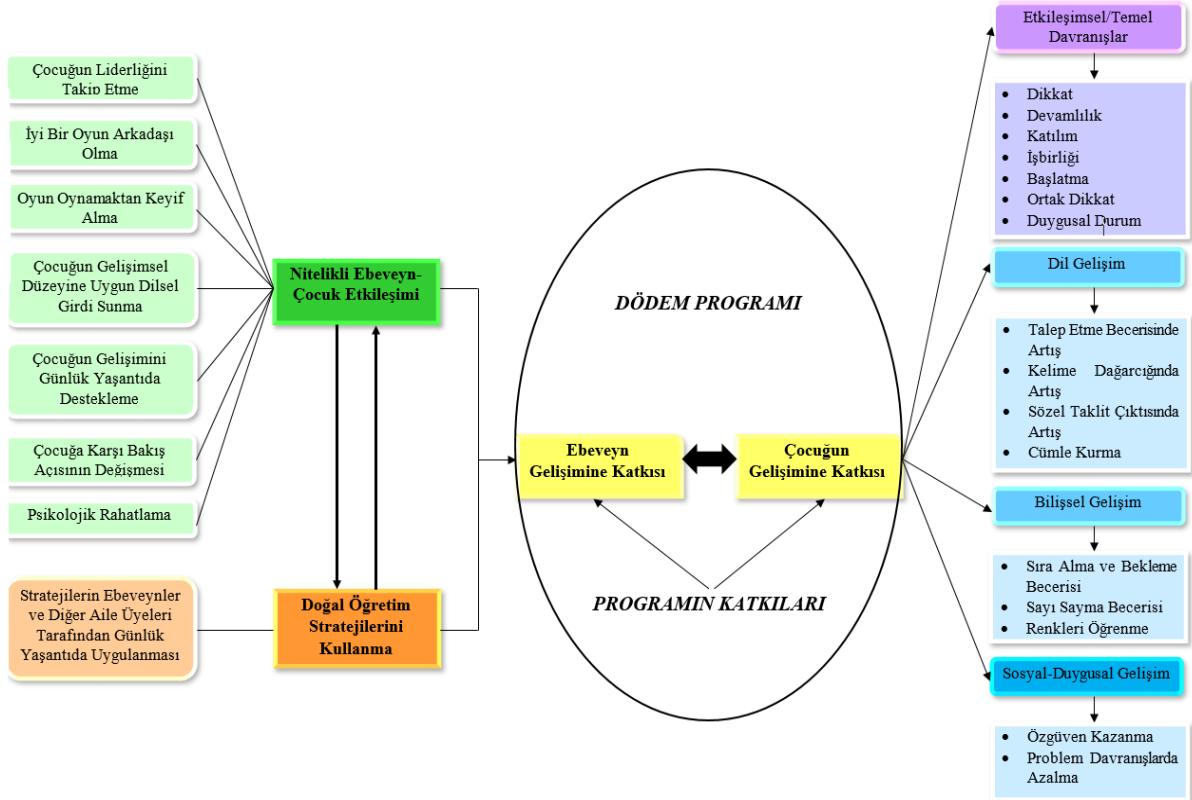 Çocuğun Liderliğini
Takip Etme
İyi Bir Oyun Arkadaşı
Olma
Oyun Oynamaktan Keyif
Alma
Çocuğun Gelişimsel
Düzeyine Uygun Dilsel
Girdi Sunma
Çocuğun Gelişimini
Günlük Yaşantıda
Destekleme
Çocuğa Karşı Bakış
Açısının Değişmesi
Psikolojik Rahatlama
Stratejilerin Ebeveynler
ve Diğer Aile Üyeleri
Tarafından Günlük
Yaşantıda Uygulanması
Nitelikli Ebeveyn-
Çocuk Etkileşimi
Doğal Öğretim
Stratejilerini
Kullanma
DÖDEM PROGRAMI
Ebeveyn
Gelişimine Katkısı
Çocuğun
Gelişimine Katkısı
PROGRAMIN KATKILARI
Etkileşimsel/Temel
Davranışlar
• Dikkat
• Devamlılık
• Katılım
• İşbirliği
• Başlatma
• Ortak Dikkat
• Duygusal Durum
Dil Gelişim
• Talep Etme Becerisinde
Artış
• Kelime Dağarcığında
Artış
• Sözel Taklit Çıktısında
Artış
• Cümle Kurma
Bilişsel Gelişim
• Sıra Alma ve Bekleme
Becerisi
• Sayı Sayma Becerisi
• Renkleri Öğrenme
Sosyal-Duygusal Gelişim
• Özgüven Kazanma
• Problem Davranışlarda
Azalma